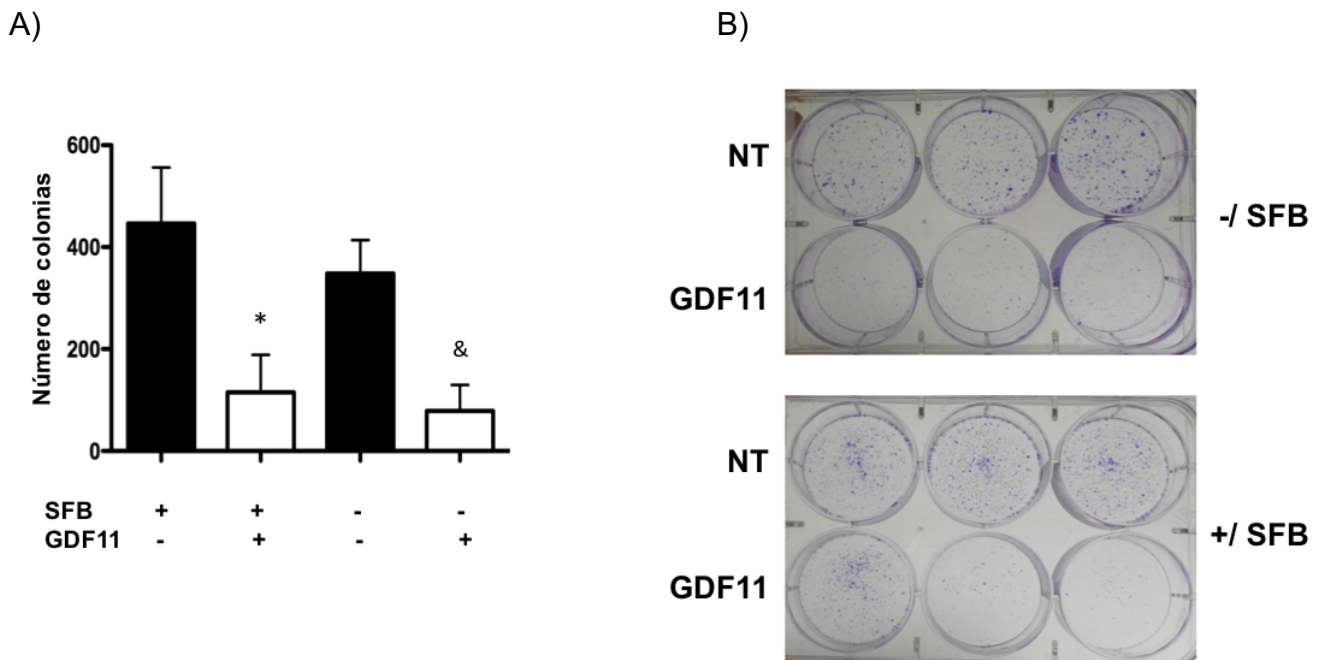 A)
B)
Número de colonias
600
400
200
0
*
&
SFB + + - -
GDF11 - + - +
NT
GDF11
-/ SFB
NT
GDF11
+/ SFB